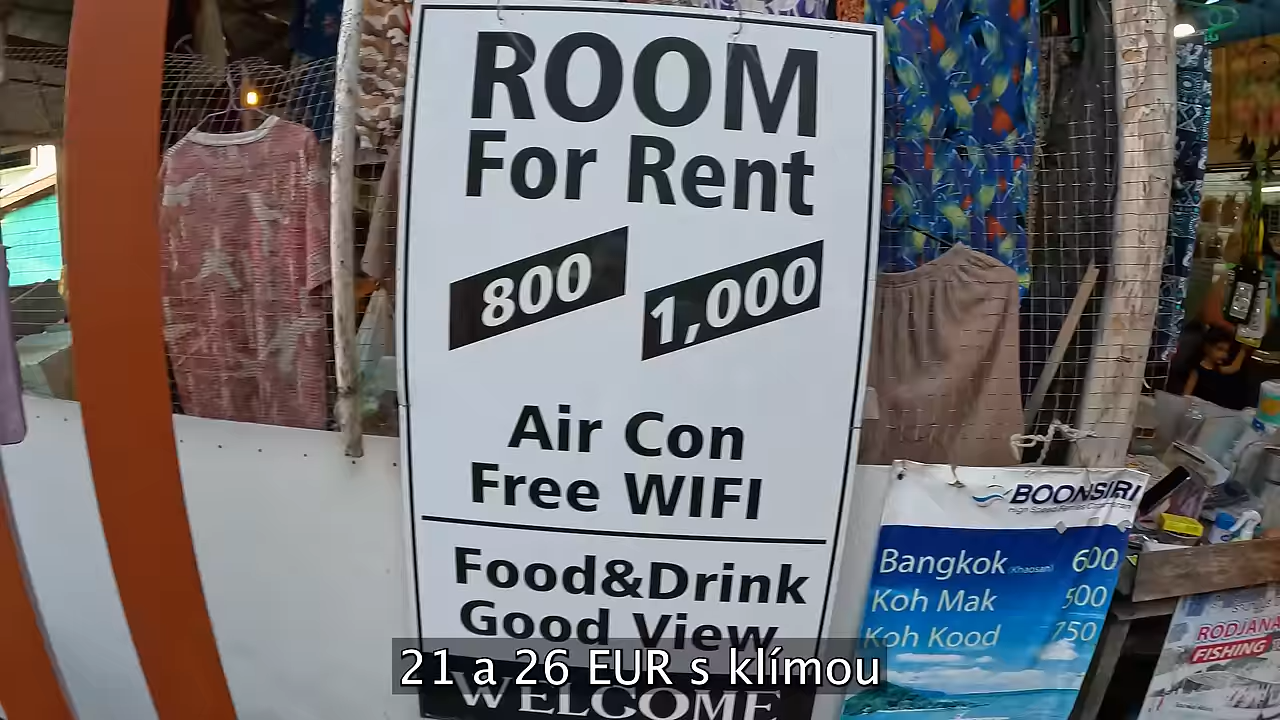 ROOM
For Rent
800
1,000
Air Con
Free WIFI
Food&Drink
Good View
WELCOME
21 a 26 EUR s klímou
BOONSIRI
Bangkok (Khaosan) 600
Koh Mak 500
Koh Kood 750
RODJANA
FISHING